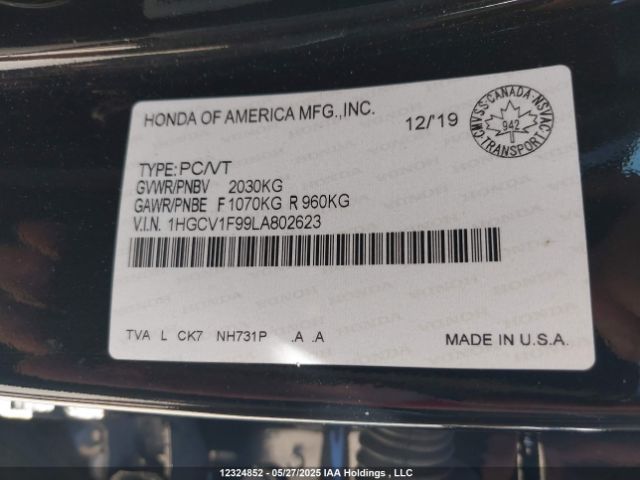 HONDA OF AMERICA MFG.,INC.
12/'19
CMVSS·CANADA·NSVAC
942
TRANSPORT
TYPE:PC/VT
GVWR/PNBV 2030KG
GAWR/PNBE F1070KG R960KG
V.I.N. 1HGCV1F99LA802623
TVA L CK7 NH731P .A .A
MADE IN U.S.A.
12324852 — 05/27/2025 IAA Holdings , LLC